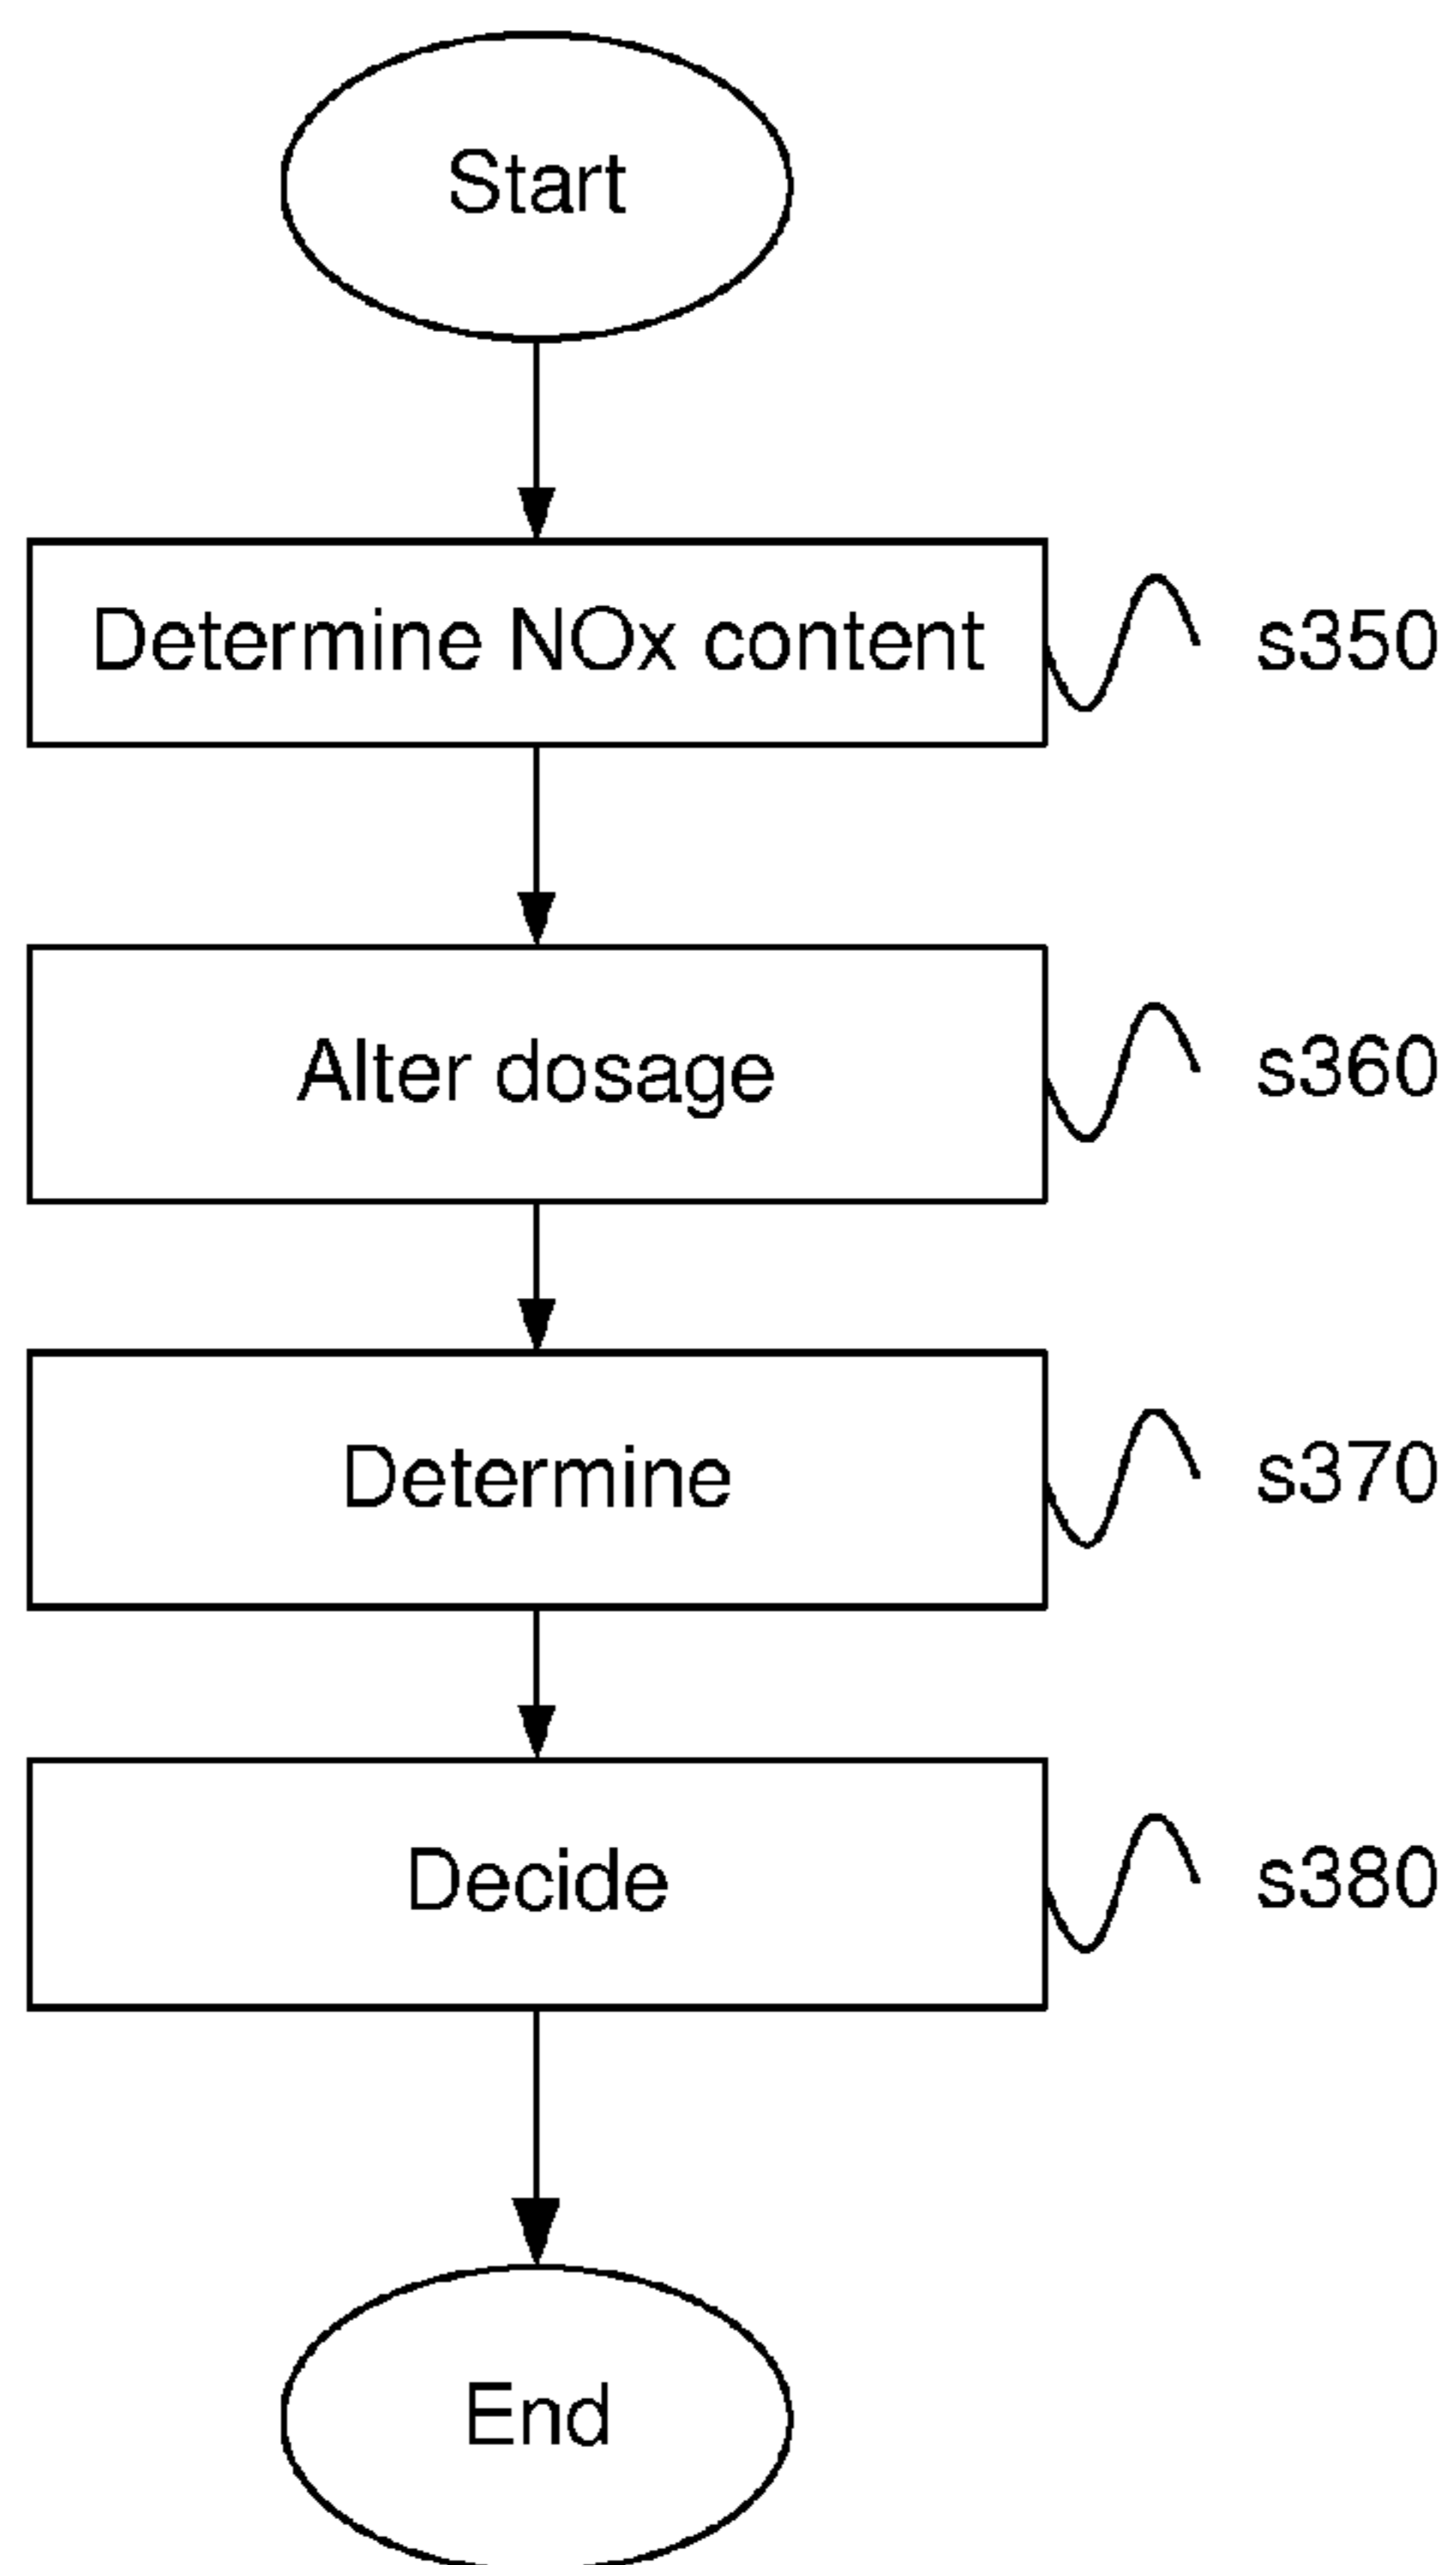 Start
Determine NOx content
s350
Alter dosage
s360
Determine
s370
Decide
s380
End